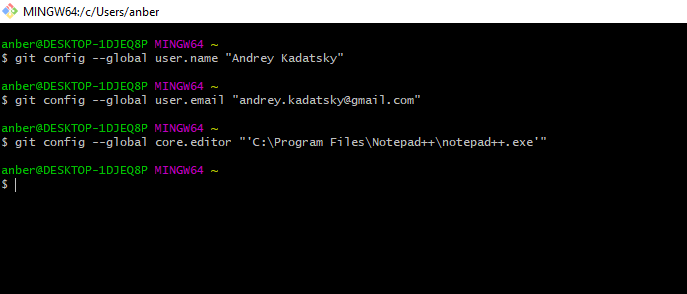 MINGW64:/c/Users/anber
anber@DESKTOP-1DJEQ8P MINGW64 ~
$ git config --global user.name "Andrey Kadatsky"
anber@DESKTOP-1DJEQ8P MINGW64 ~
$ git config --global user.email "andrey.kadatsky@gmail.com"
anber@DESKTOP-1DJEQ8P MINGW64 ~
$ git config --global core.editor "'C:\Program Files\Notepad++\notepad++.exe'"
anber@DESKTOP-1DJEQ8P MINGW64 ~
$